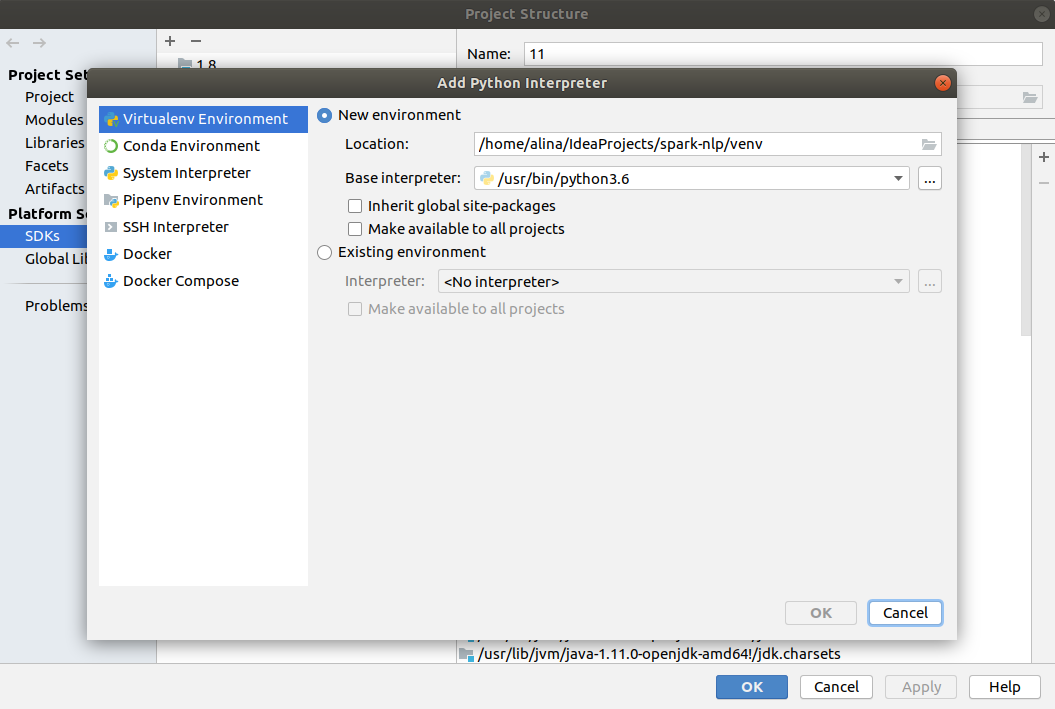 Project Structure
Name: 11
1.8
Project Set
Project
Modules
Libraries
Facets
Artifacts
Platform S
SDKs
Global Li
Problems
Add Python Interpreter
Virtualenv Environment
Conda Environment
System Interpreter
Pipenv Environment
SSH Interpreter
Docker
Docker Compose
New environment
Location: /home/alina/IdeaProjects/spark-nlp/venv
Base interpreter: /usr/bin/python3.6
...
Inherit global site-packages
Make available to all projects
Existing environment
Interpreter: <No interpreter>
...
Make available to all projects
OK
Cancel
/usr/lib/jvm/java-1.11.0-openjdk-amd64!/jdk.charsets
OK
Cancel
Apply
Help